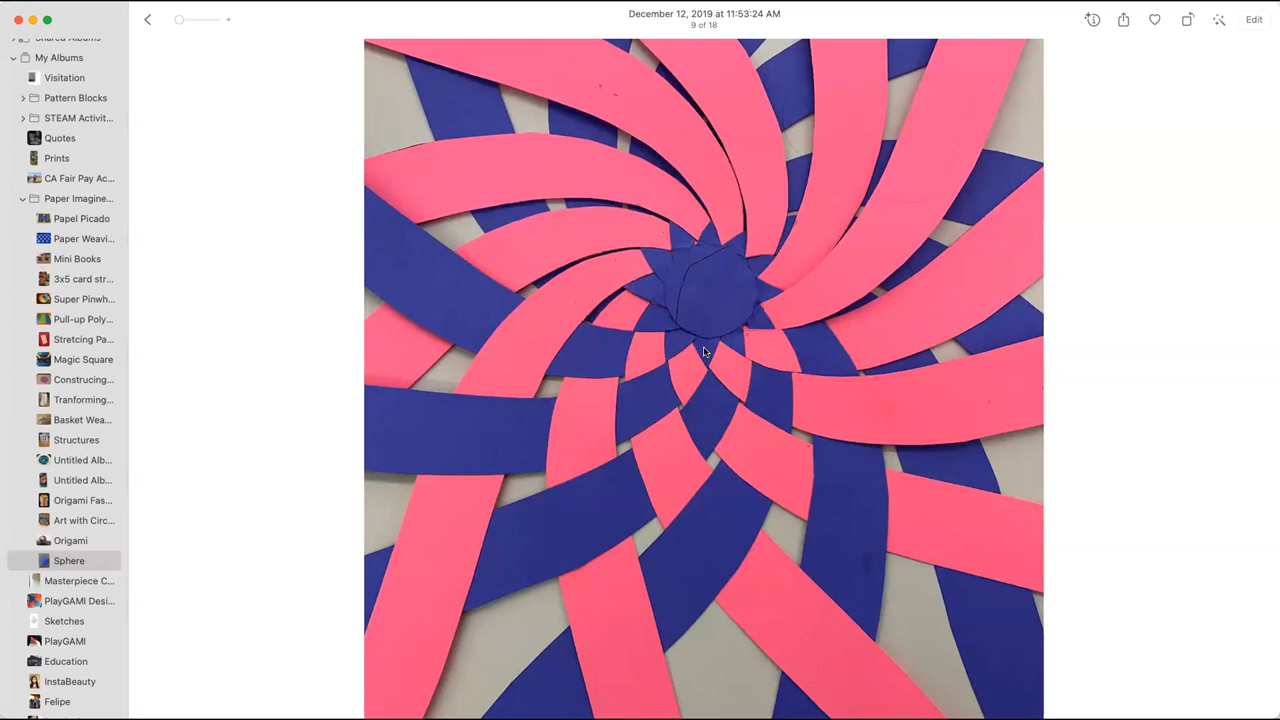 December 12, 2019 at 11:53:24 AM
9 of 18
Edit
Shared Albums
My Albums
Visitation
Pattern Blocks
STEAM Activit...
Quotes
Prints
CA Fair Pay Ac...
Paper Imagine...
Papel Picado
Paper Weavi...
Mini Books
3x5 card str...
Super Pinwh...
Pull-up Poly...
Stretcing Pa...
Magic Square
Construcing...
Tranforming...
Basket Wea...
Structures
Untitled Alb...
Untitled Alb...
Origami Fas...
Art with Circ...
Origami
Sphere
Masterpiece C...
PlayGAMI Desi...
Sketches
PlayGAMI
Education
InstaBeauty
Felipe